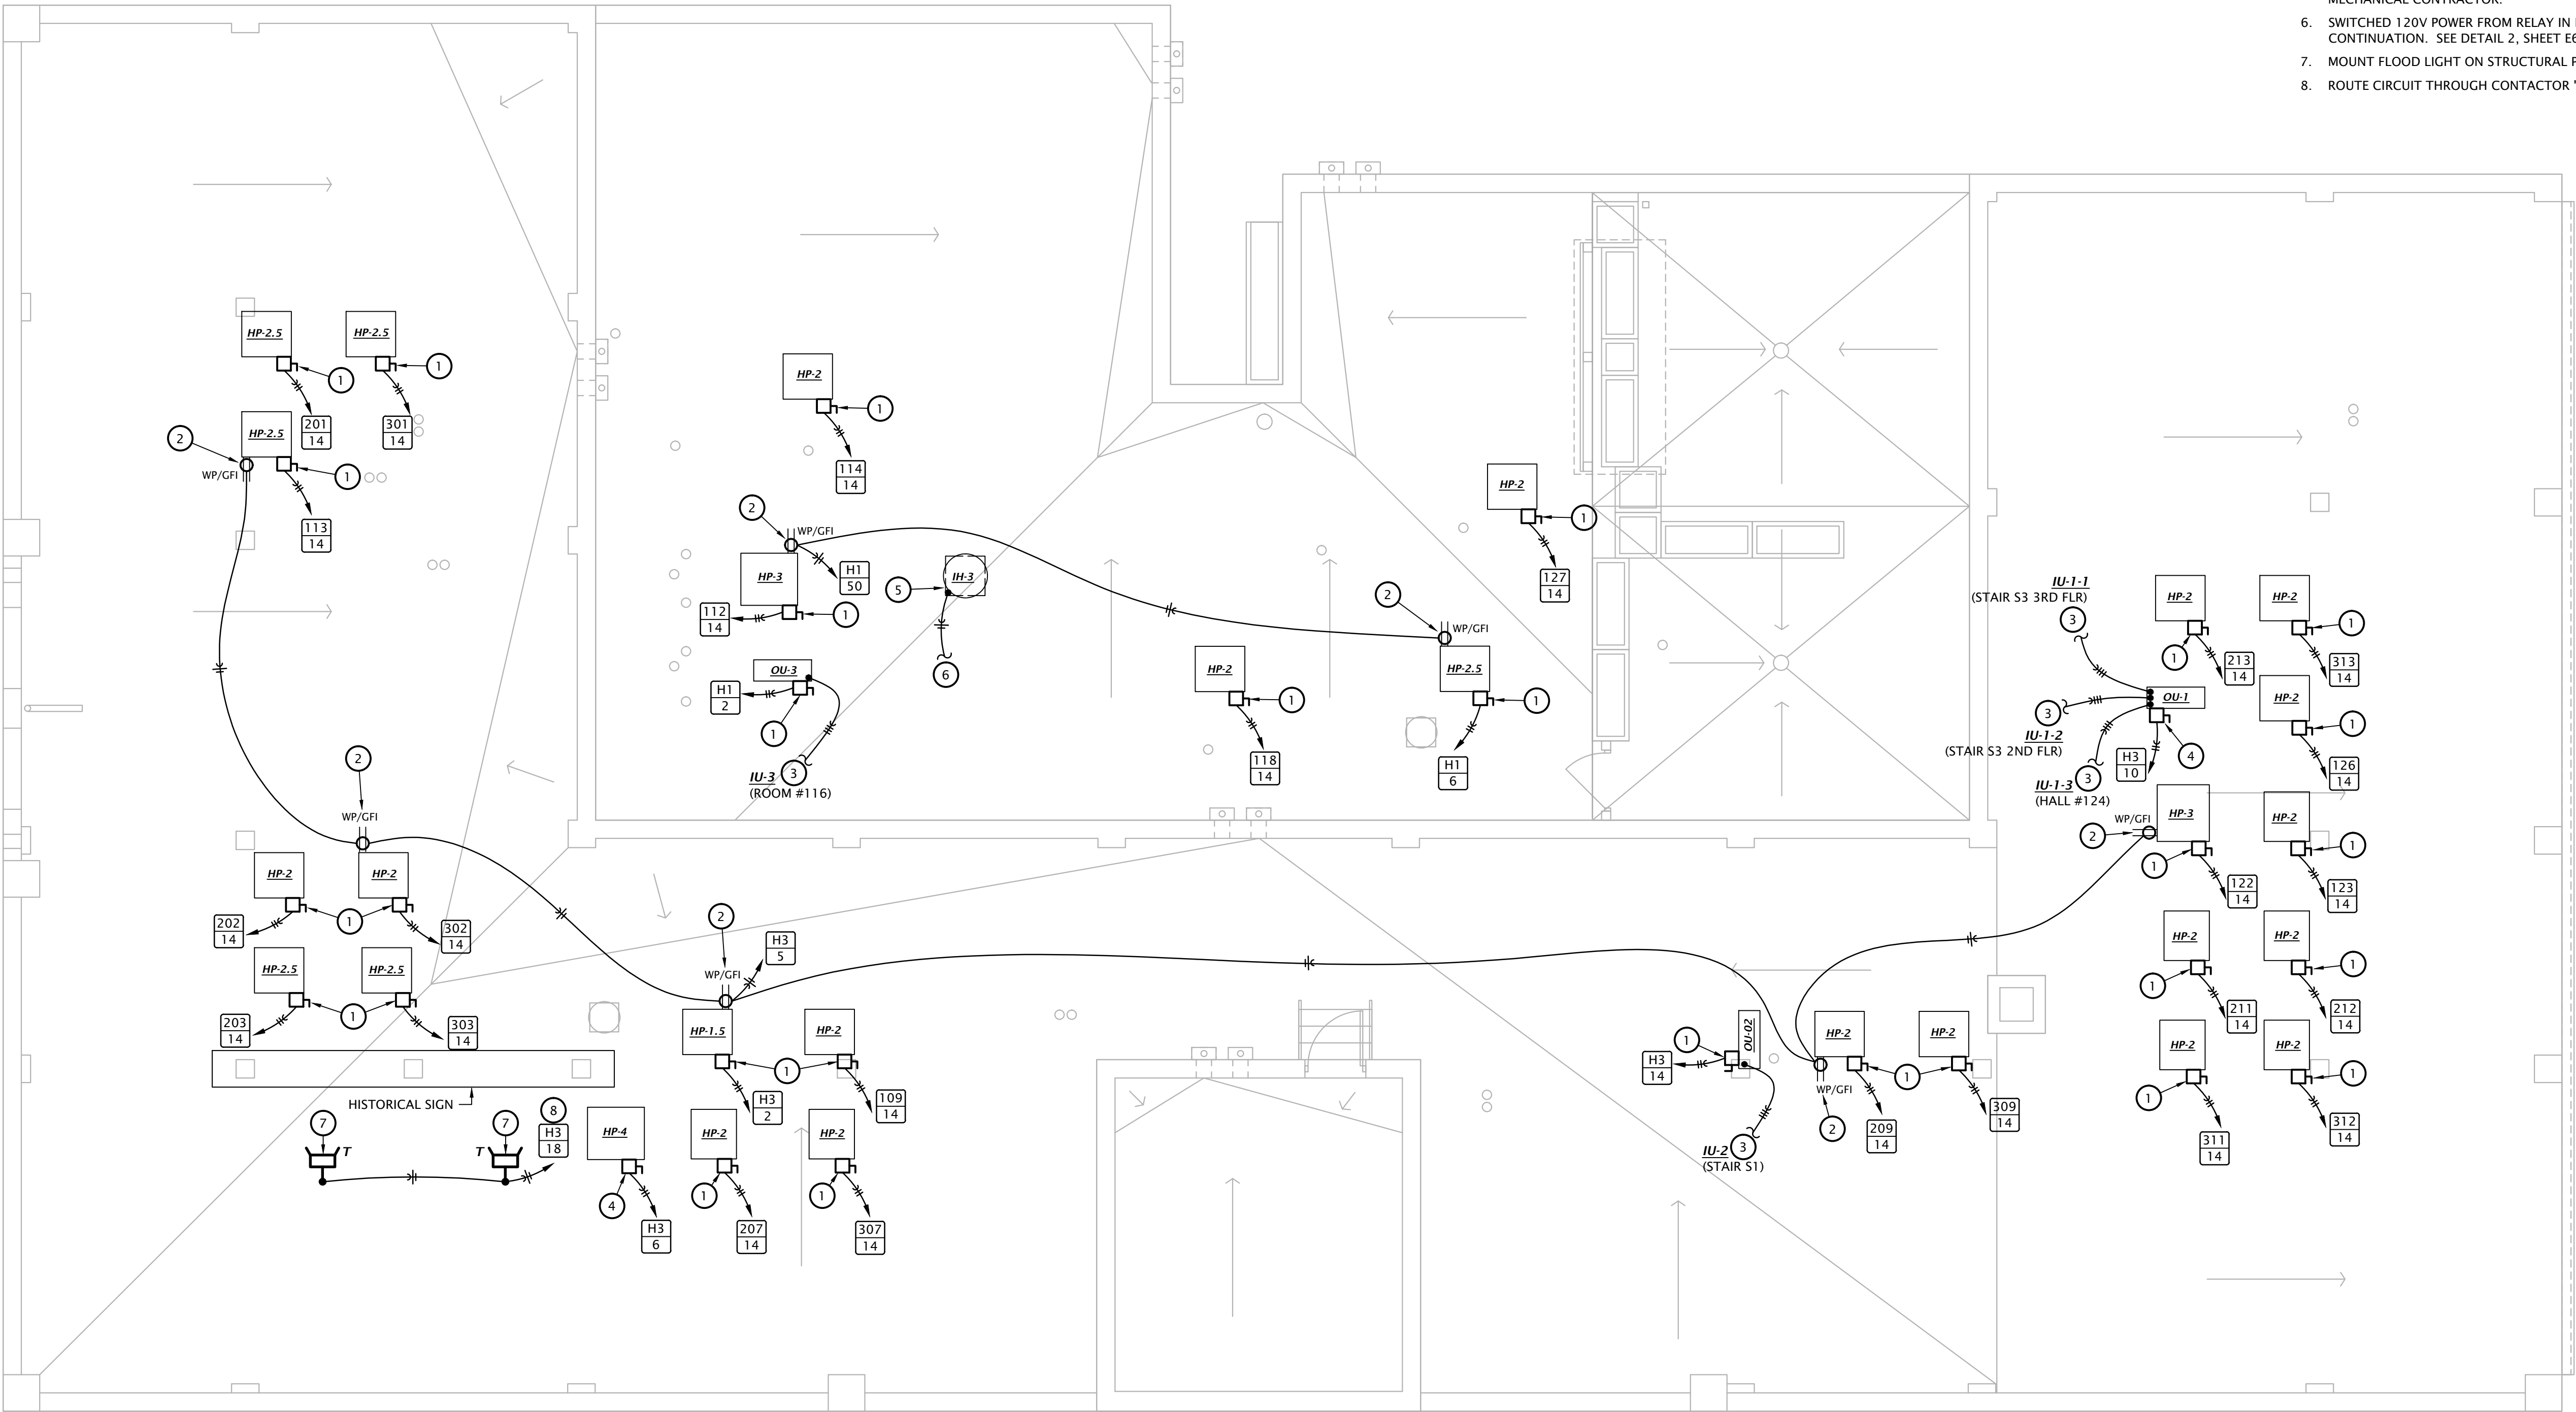 MECHANICAL CONTRACTOR.
6. SWITCHED 120V POWER FROM RELAY IN
CONTINUATION. SEE DETAIL 2, SHEET E6
7. MOUNT FLOOD LIGHT ON STRUCTURAL
8. ROUTE CIRCUIT THROUGH CONTACTOR "
HP-2.5
HP-2.5
1
1
201
14
301
14
HP-2.5
2
WP/GFI
1
113
14
HP-2
1
114
14
2
WP/GFI
HP-3
H1
50
112
14
1
5
IH-3
6
OU-3
H1
2
1
IU-3
3
(ROOM #116)
HP-2
1
127
14
2
WP/GFI
HP-2
1
118
14
HP-2.5
1
H1
6
IU-1-1
(STAIR S3 3RD FLR)
3
HP-2
1
213
14
HP-2
1
313
14
3
IU-1-2
(STAIR S3 2ND FLR)
OU-1
4
H3
10
IU-1-3
3
(HALL #124)
HP-2
1
126
14
WP/GFI
2
HP-3
1
122
14
HP-2
1
123
14
HP-2
1
211
14
HP-2
1
212
14
HP-2
1
311
14
HP-2
1
312
14
2
WP/GFI
HP-2
HP-2
1
202
14
302
14
HP-2.5
HP-2.5
1
203
14
303
14
HISTORICAL SIGN
7
T
7
T
8
H3
18
2
WP/GFI
H3
5
HP-1.5
HP-2
1
H3
2
109
14
HP-4
4
H3
6
HP-2
1
207
14
HP-2
1
307
14
1
OU-02
H3
14
IU-2
3
(STAIR S1)
HP-2
HP-2
1
WP/GFI
2
209
14
309
14